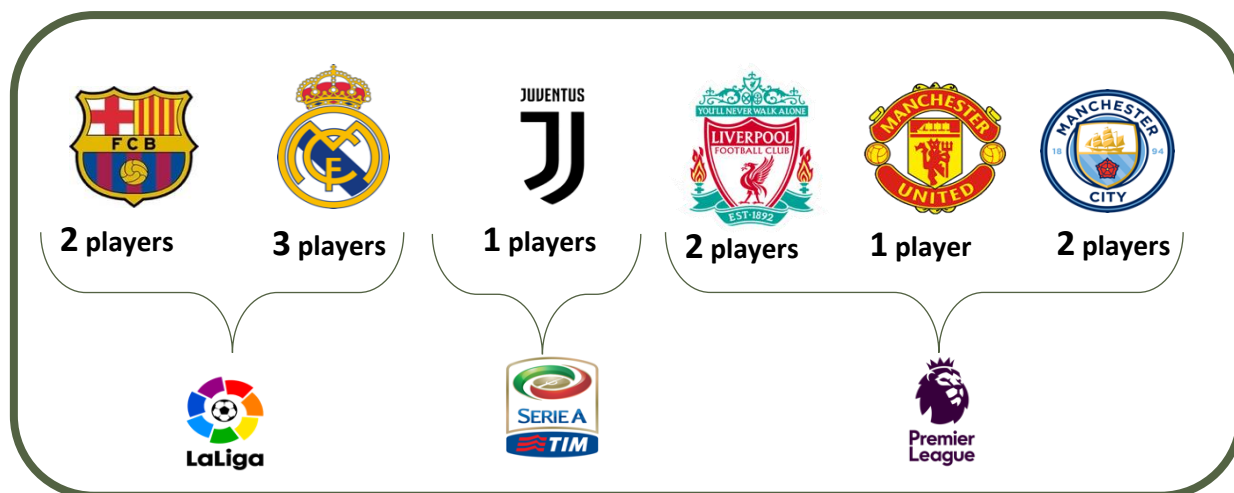 FCB
JUVENTUS
YOU'LL NEVER WALK ALONE
LIVERPOOL
FOOTBALL CLUB
EST·1892
MANCHESTER
UNITED
MANCHESTER
18 94
CITY
2 players
3 players
1 players
2 players
1 player
2 players
LaLiga
SERIE A
TIM
Premier
League